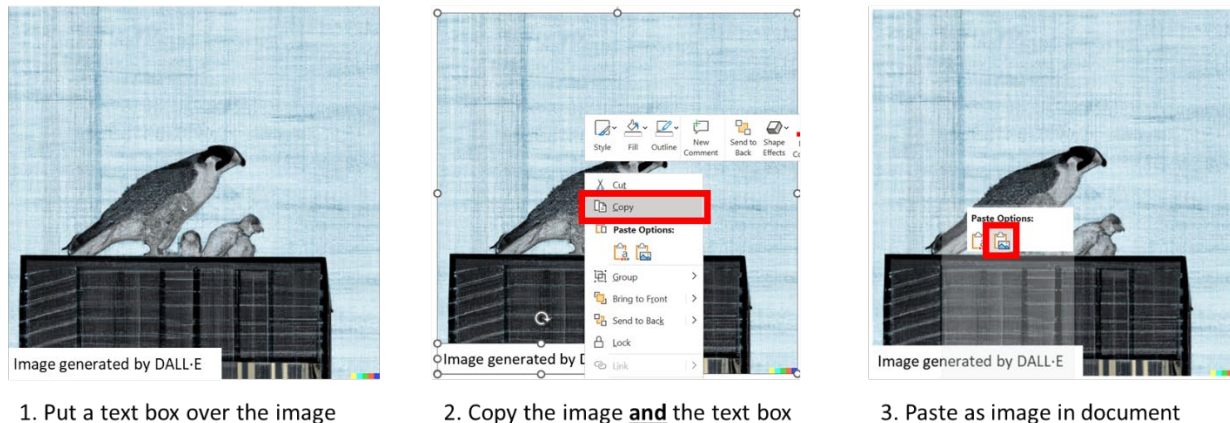 Image generated by DALL·E
1. Put a text box over the image
Style Fill Outline New Comment Send to Back Shape Effects
Cut
Copy
Paste Options:
Group
Bring to Front
Send to Back
Lock
Link
Image generated by D
2. Copy the image and the text box
Paste Options:
Image generated by DALL·E
3. Paste as image in document